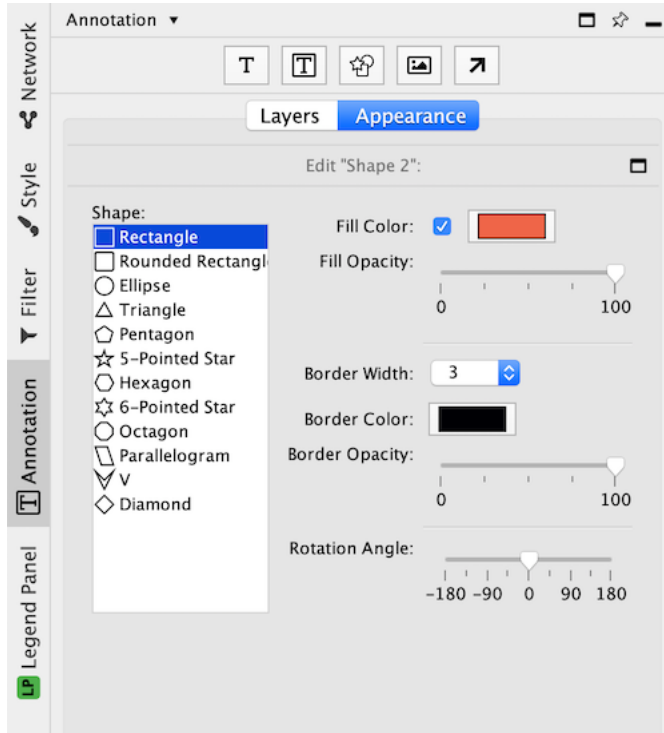 Annotation ▼
T
T
Layers
Appearance
Edit "Shape 2":
Network
Style
Filter
T Annotation
LP Legend Panel
Shape:
Rectangle
Rounded Rectangl
Ellipse
Triangle
Pentagon
5-Pointed Star
Hexagon
6-Pointed Star
Octagon
Parallelogram
V
Diamond
Fill Color:
Fill Opacity:
0 100
Border Width: 3
Border Color:
Border Opacity:
0 100
Rotation Angle:
-180 -90 0 90 180